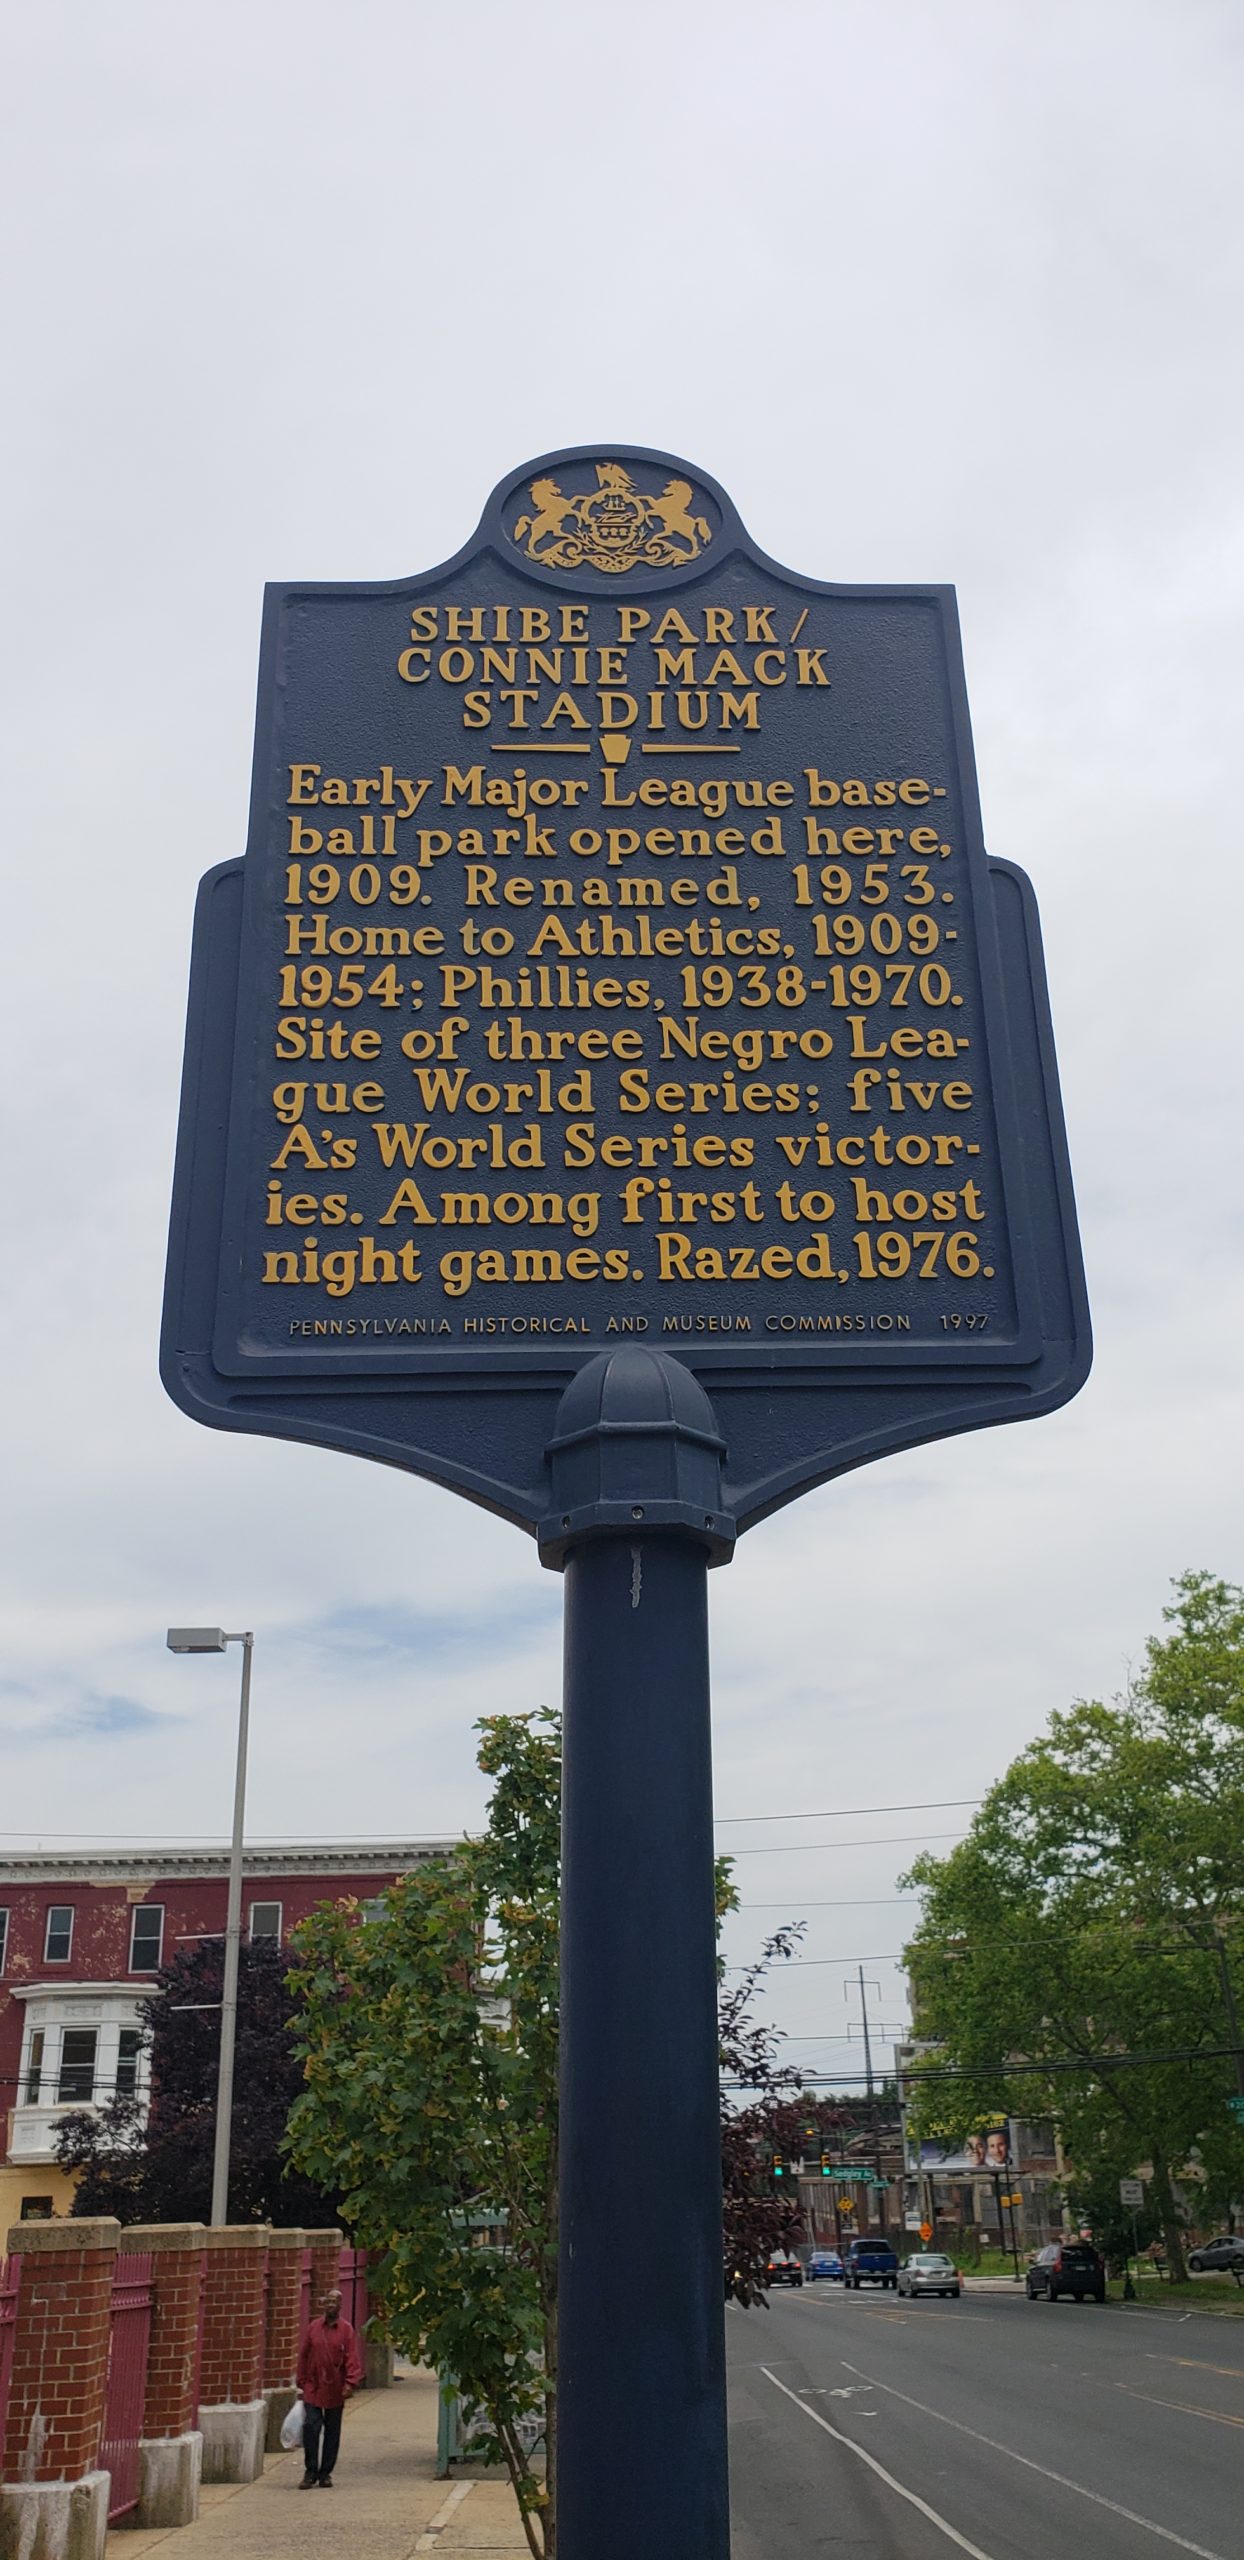 SHIBE PARK/
CONNIE MACK
STADIUM
Early Major League base-
ball park opened here,
1909. Renamed, 1953.
Home to Athletics, 1909-
1954; Phillies, 1938-1970.
Site of three Negro Lea-
gue World Series; five
A's World Series victor-
ies. Among first to host
night games. Razed, 1976.
PENNSYLVANIA HISTORICAL AND MUSEUM COMMISSION 1997
Sedgley Av